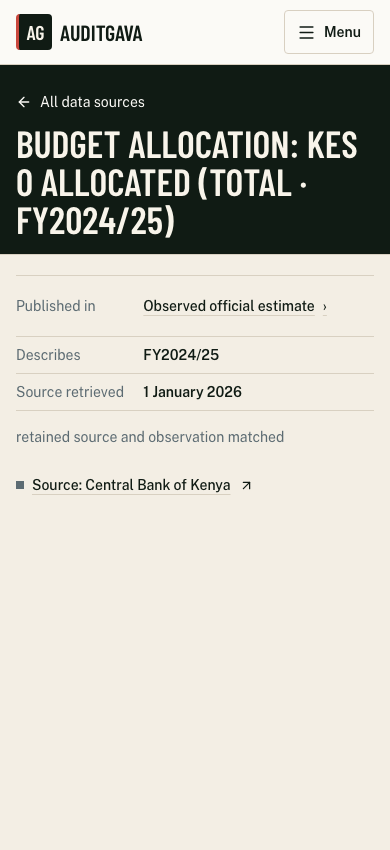 AG AUDITGAVA
Menu
← All data sources
BUDGET ALLOCATION: KES
0 ALLOCATED (TOTAL ·
FY2024/25)
Published in Observed official estimate ›
Describes FY2024/25
Source retrieved 1 January 2026
retained source and observation matched
Source: Central Bank of Kenya ↗